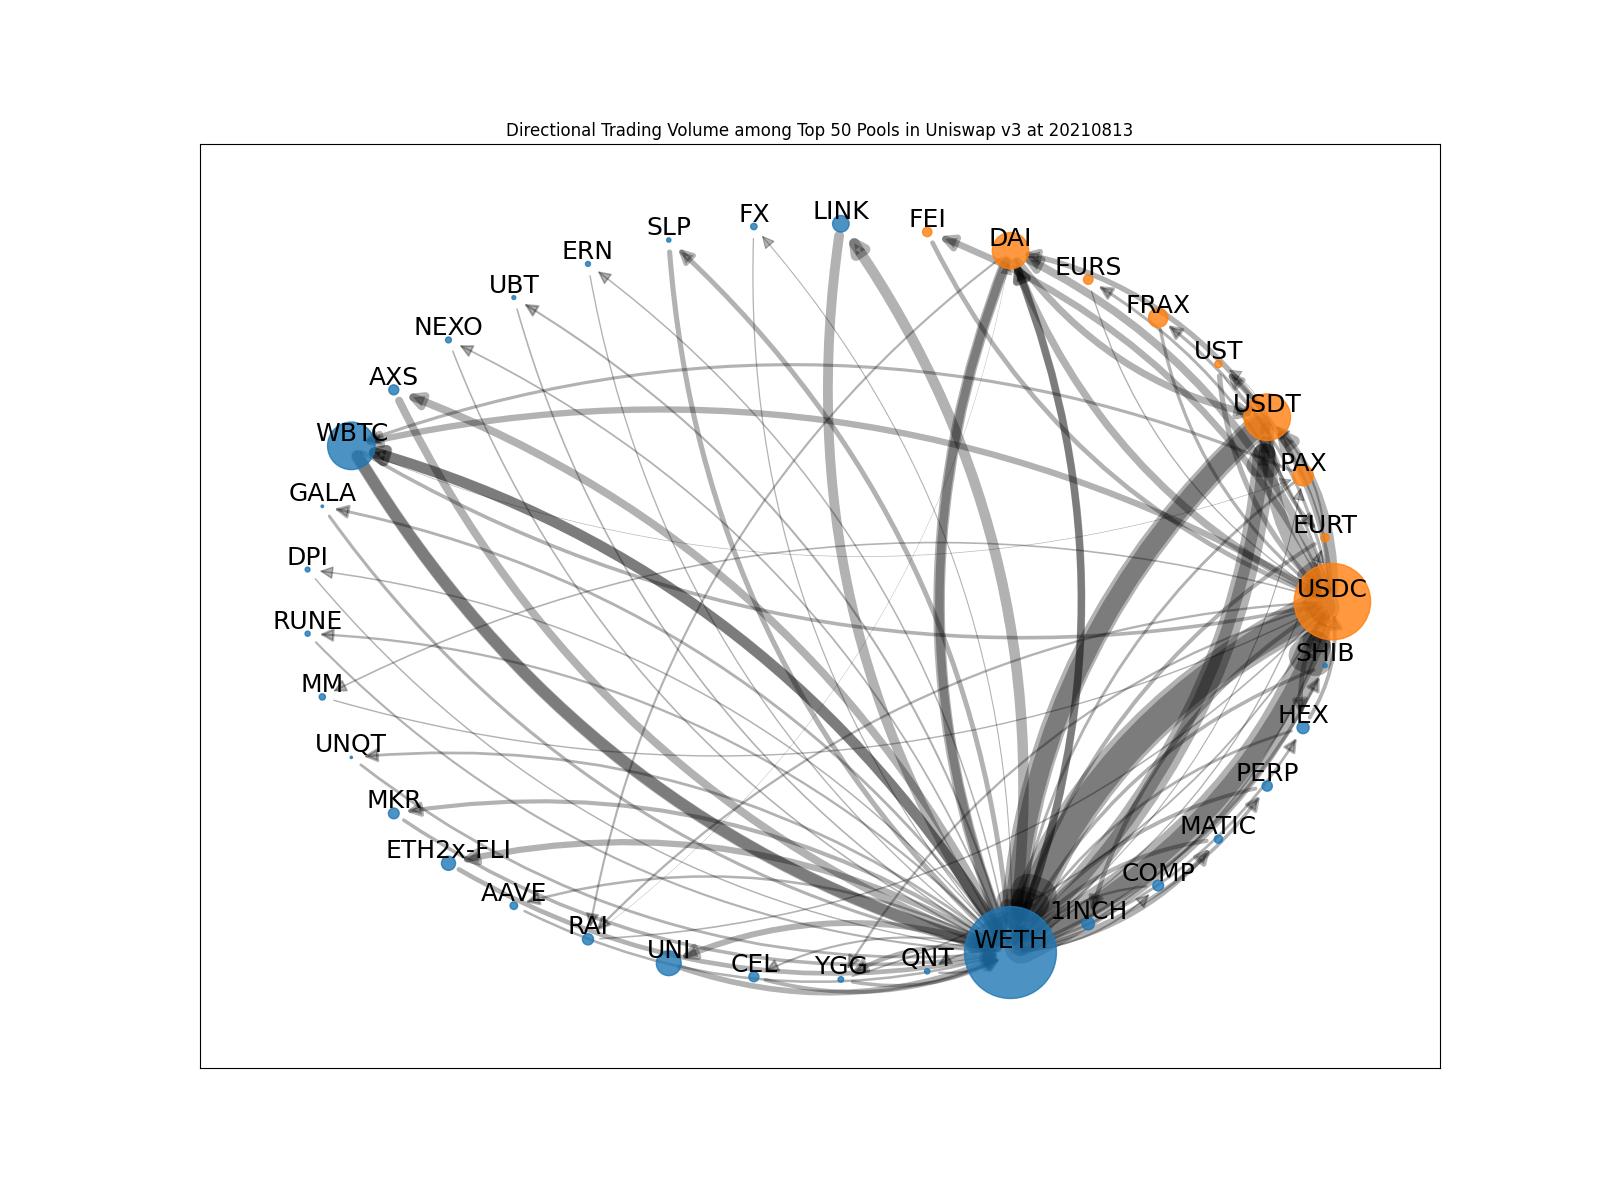 Directional Trading Volume among Top 50 Pools in Uniswap v3 at 20210813
LINK
FX
FEI
SLP
DAI
ERN
EURS
UBT
FRAX
NEXO
UST
AXS
USDT
WBTC
PAX
GALA
EURT
DPI
USDC
RUNE
SHIB
MM
HEX
UNQT
PERP
MKR
MATIC
ETH2x-FLI
COMP
AAVE
1INCH
RAI
WETH
UNI
QNT
CEL
YGG